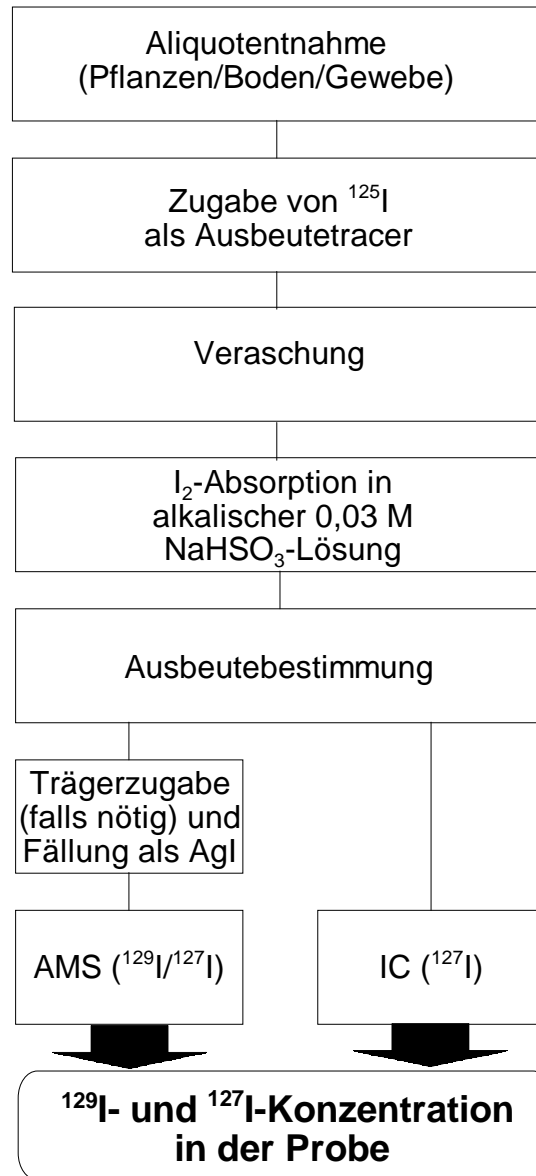 Aliquotentnahme
(Pflanzen/Boden/Gewebe)
Zugabe von ¹²⁵I
als Ausbeutetracer
Veraschung
I₂-Absorption in
alkalischer 0,03 M
NaHSO₃-Lösung
Ausbeutebestimmung
Trägerzugabe
(falls nötig) und
Fällung als AgI
AMS (¹²⁹I/¹²⁷I)
IC (¹²⁷I)
¹²⁹I- und ¹²⁷I-Konzentration
in der Probe